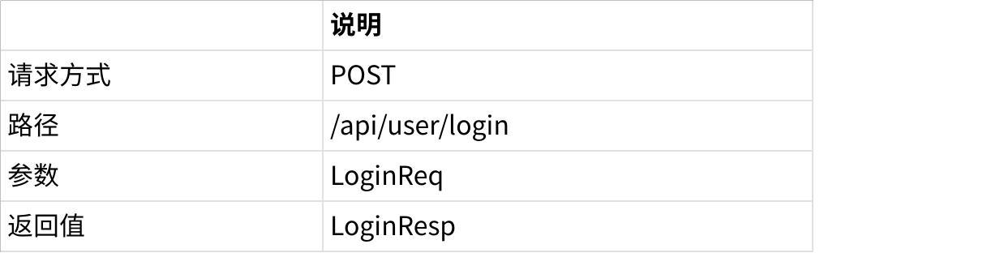 说明
请求方式 POST
路径 /api/user/login
参数 LoginReq
返回值 LoginResp